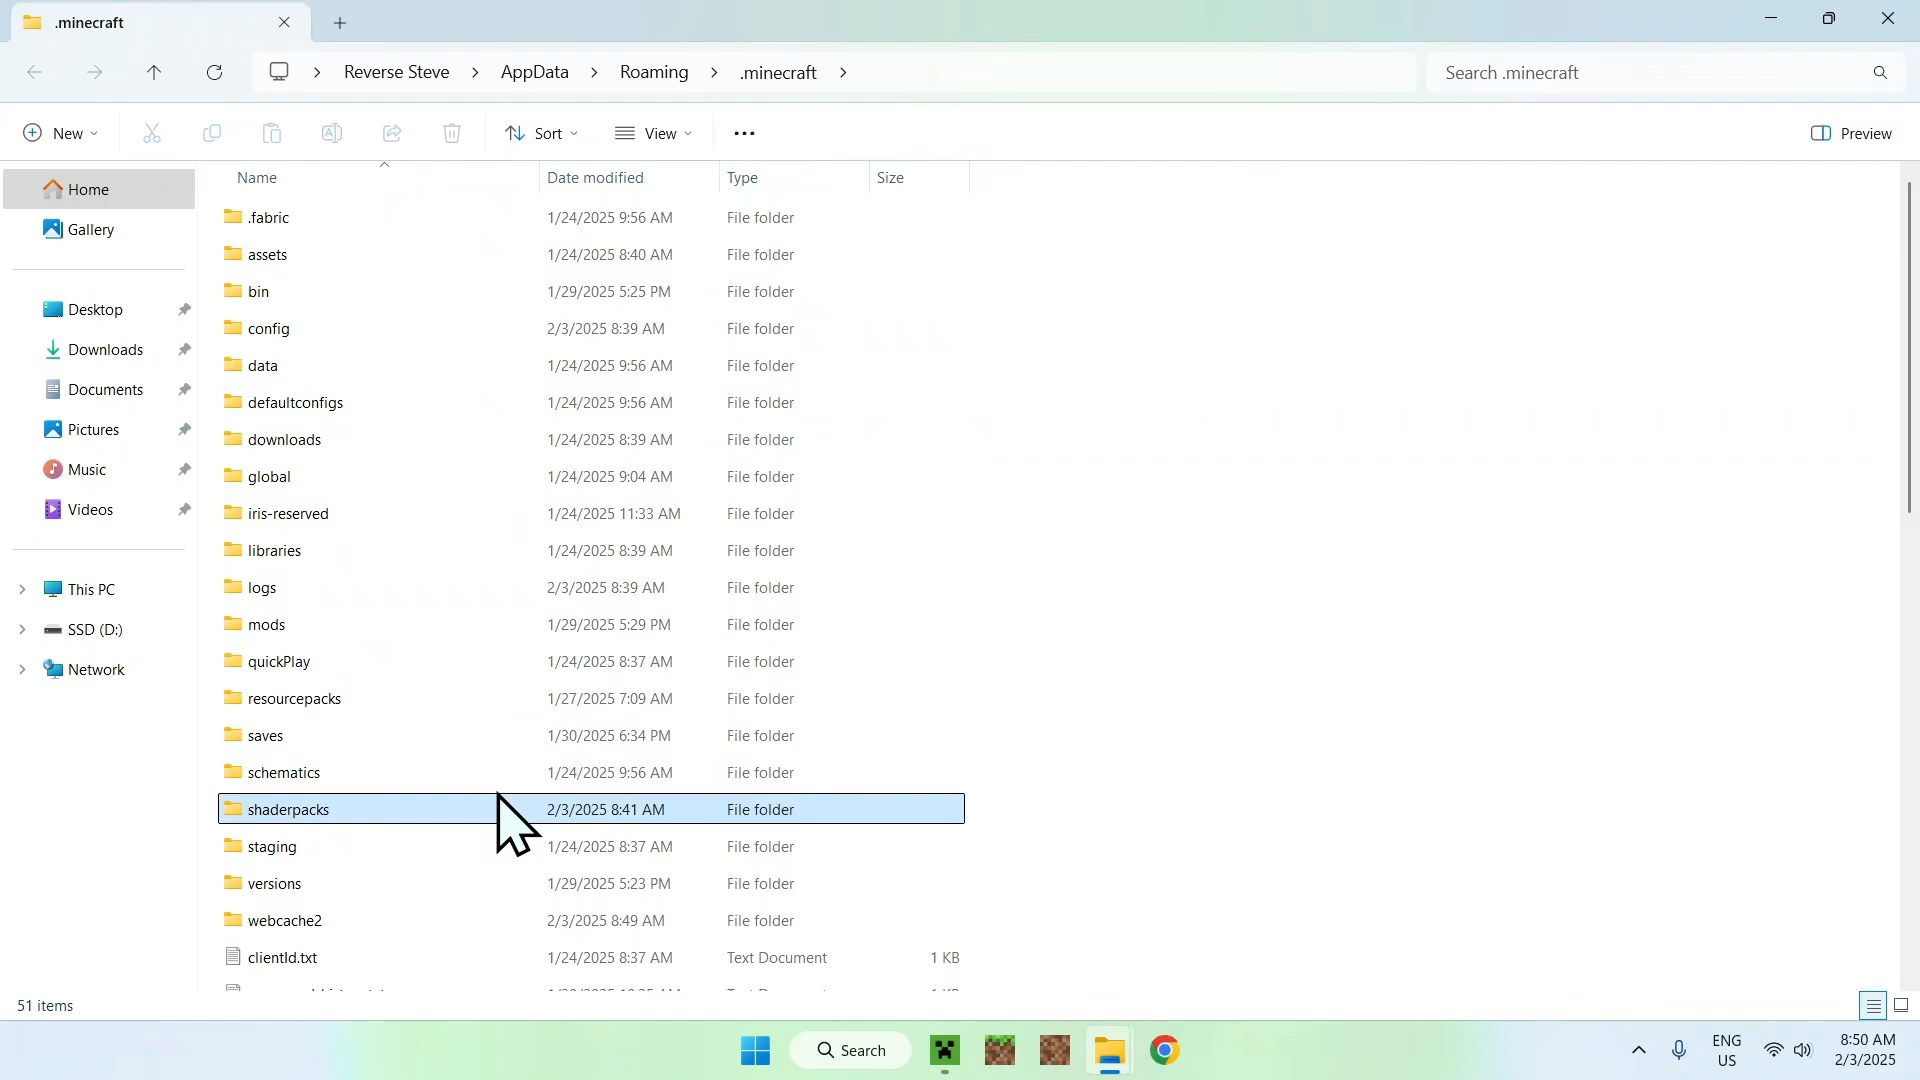 .minecraft
Reverse Steve > AppData > Roaming > .minecraft >
Search .minecraft
New
Sort
View
Preview
Name Date modified Type Size
Home
Gallery
Desktop
Downloads
Documents
Pictures
Music
Videos
This PC
SSD (D:)
Network
.fabric 1/24/2025 9:56 AM File folder
assets 1/24/2025 8:40 AM File folder
bin 1/29/2025 5:25 PM File folder
config 2/3/2025 8:39 AM File folder
data 1/24/2025 9:56 AM File folder
defaultconfigs 1/24/2025 9:56 AM File folder
downloads 1/24/2025 8:39 AM File folder
global 1/24/2025 9:04 AM File folder
iris-reserved 1/24/2025 11:33 AM File folder
libraries 1/24/2025 8:39 AM File folder
logs 2/3/2025 8:39 AM File folder
mods 1/29/2025 5:29 PM File folder
quickPlay 1/24/2025 8:37 AM File folder
resourcepacks 1/27/2025 7:09 AM File folder
saves 1/30/2025 6:34 PM File folder
schematics 1/24/2025 9:56 AM File folder
shaderpacks 2/3/2025 8:41 AM File folder
staging 1/24/2025 8:37 AM File folder
versions 1/29/2025 5:23 PM File folder
webcache2 2/3/2025 8:49 AM File folder
clientId.txt 1/24/2025 8:37 AM Text Document 1 KB
51 items
Search
ENG
US
8:50 AM
2/3/2025